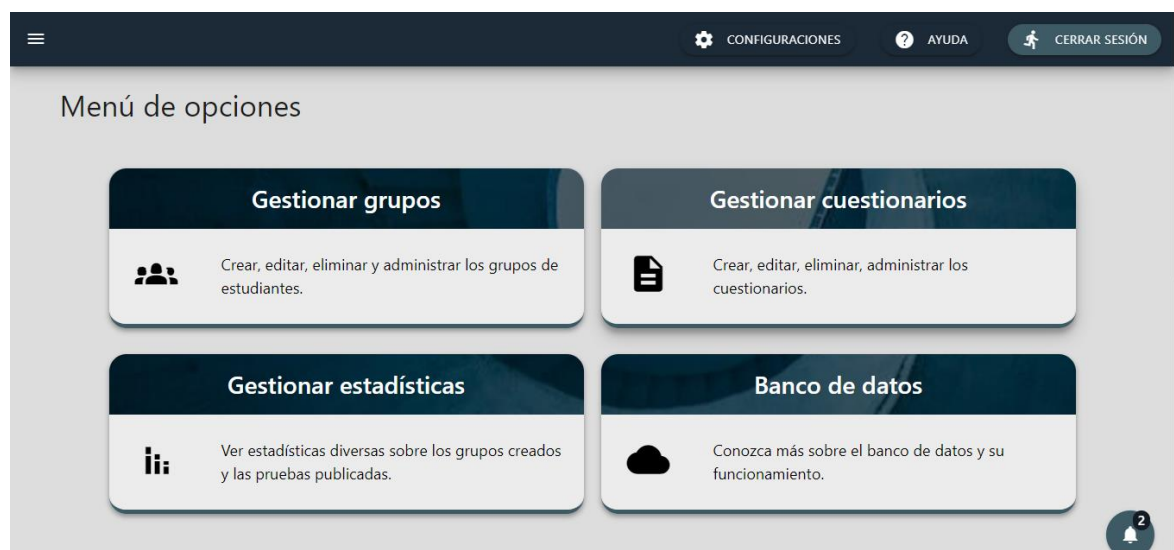 CONFIGURACIONES
AYUDA
CERRAR SESIÓN
Menú de opciones
Gestionar grupos
Crear, editar, eliminar y administrar los grupos de
estudiantes.
Gestionar cuestionarios
Crear, editar, eliminar, administrar los
cuestionarios.
Gestionar estadísticas
Ver estadísticas diversas sobre los grupos creados
y las pruebas publicadas.
Banco de datos
Conozca más sobre el banco de datos y su
funcionamiento.
2